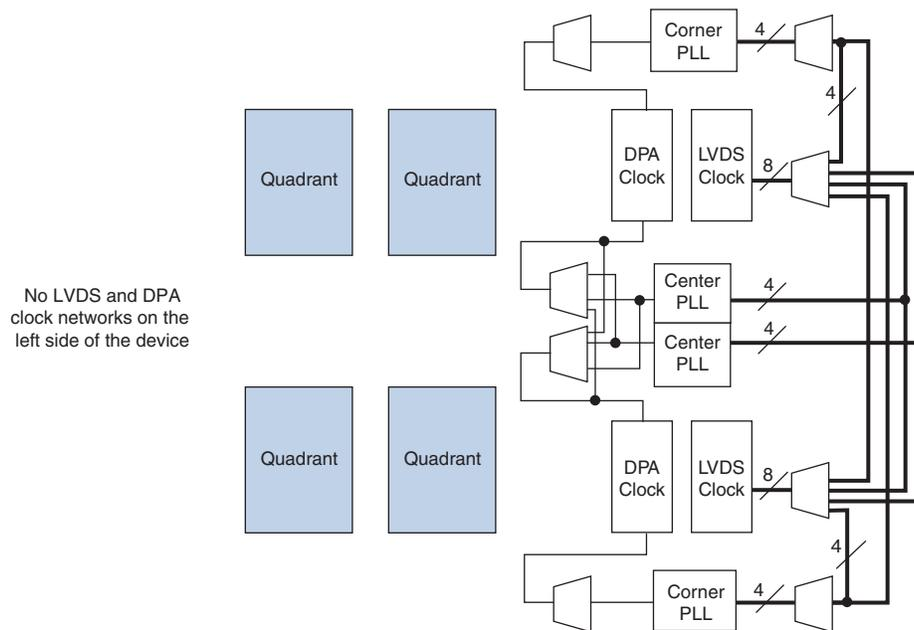 Corner
PLL
4
4
DPA
Clock
LVDS
Clock
8
Quadrant
Quadrant
Center
PLL
4
No LVDS and DPA
clock networks on the
left side of the device
Center
PLL
4
Quadrant
Quadrant
DPA
Clock
LVDS
Clock
8
4
Corner
PLL
4